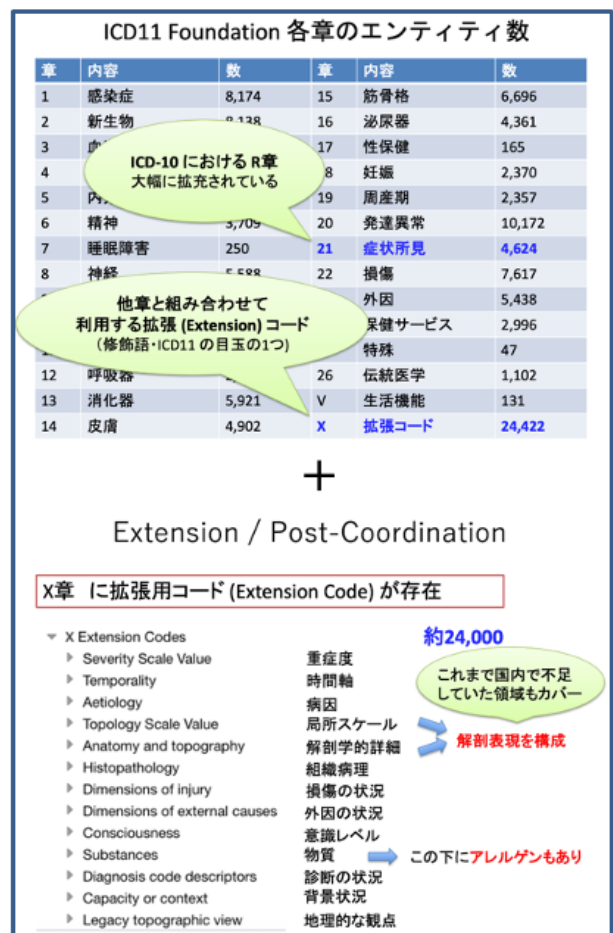 ICD11 Foundation 各章のエンティティ数
章 内容 数 章 内容 数
1 感染症 8,174 15 筋骨格 6,696
2 新生物 8,138 16 泌尿器 4,361
3 17 性保健 165
4 妊娠 2,370
5 19 周産期 2,357
6 精神 3,709 20 発達異常 10,172
7 睡眠障害 250 21 症状所見 4,624
8 神経 5,588 22 損傷 7,617
外因 5,438
保健サービス 2,996
特殊 47
12 呼吸器 26 伝統医学 1,102
13 消化器 5,921 V 生活機能 131
14 皮膚 4,902 X 拡張コード 24,422
ICD-10 における R章
大幅に拡充されている
他章と組み合わせて
利用する拡張 (Extension) コード
(修飾語・ICD11 の目玉の1つ)
+
Extension / Post-Coordination
X章 に拡張用コード (Extension Code) が存在
X Extension Codes 約24,000
Severity Scale Value 重症度
Temporality 時間軸
Aetiology 病因
Topology Scale Value 局所スケール
Anatomy and topography 解剖学的詳細
Histopathology 組織病理
Dimensions of injury 損傷の状況
Dimensions of external causes 外因の状況
Consciousness 意識レベル
Substances 物質 この下にアレルゲンもあり
Diagnosis code descriptors 診断の状況
Capacity or context 背景状況
Legacy topographic view 地理的な観点
これまで国内で不足
していた領域もカバー
解剖表現を構成